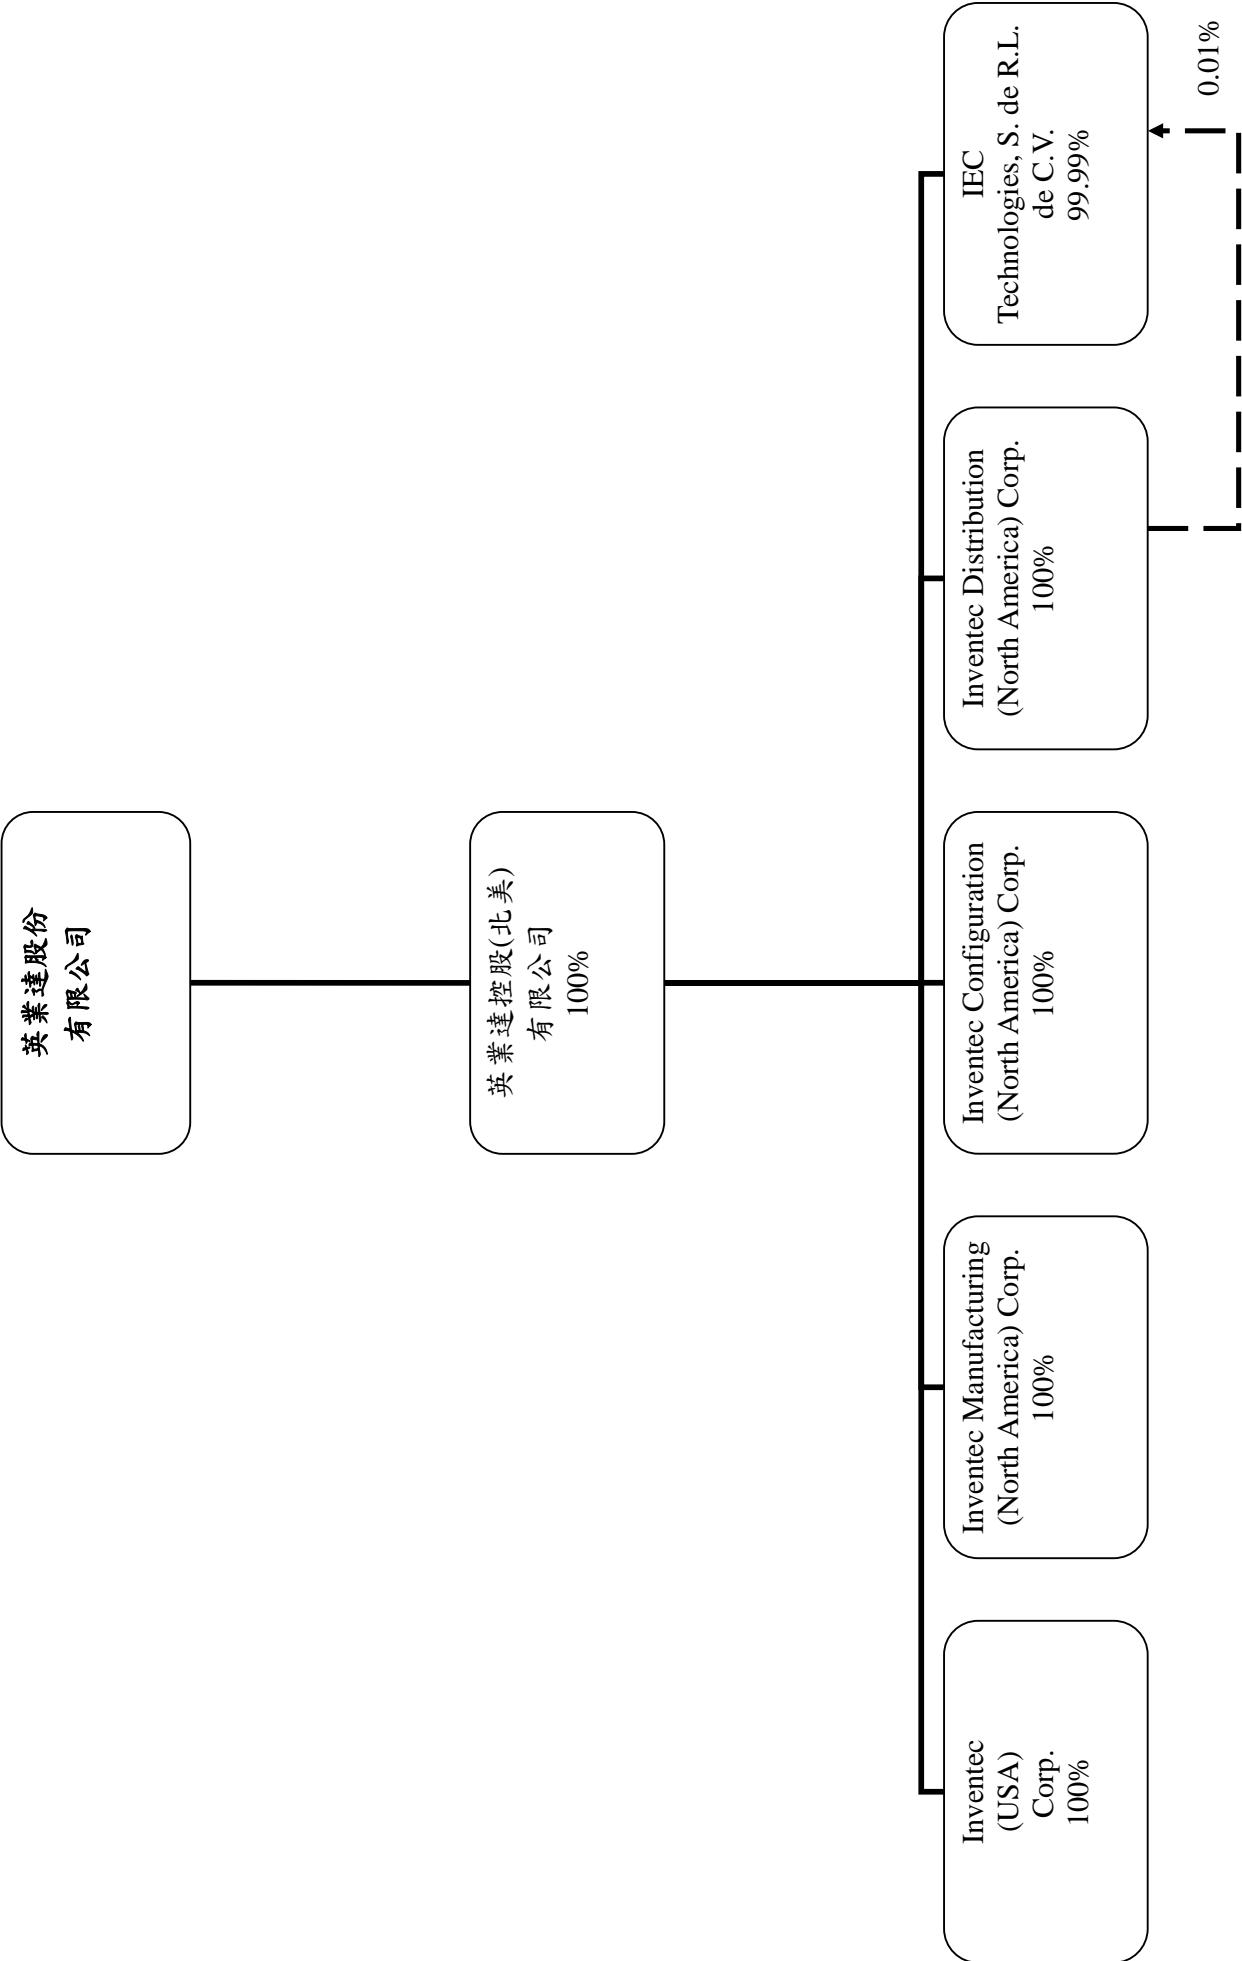 英業達股份
有限公司
英業達控股(北美)
有限公司
100%
Inventec
(USA)
Corp.
100%
Inventec Manufacturing
(North America) Corp.
100%
Inventec Configuration
(North America) Corp.
100%
Inventec Distribution
(North America) Corp.
100%
IEC
Technologies, S. de R.L.
de C.V.
99.99%
0.01%